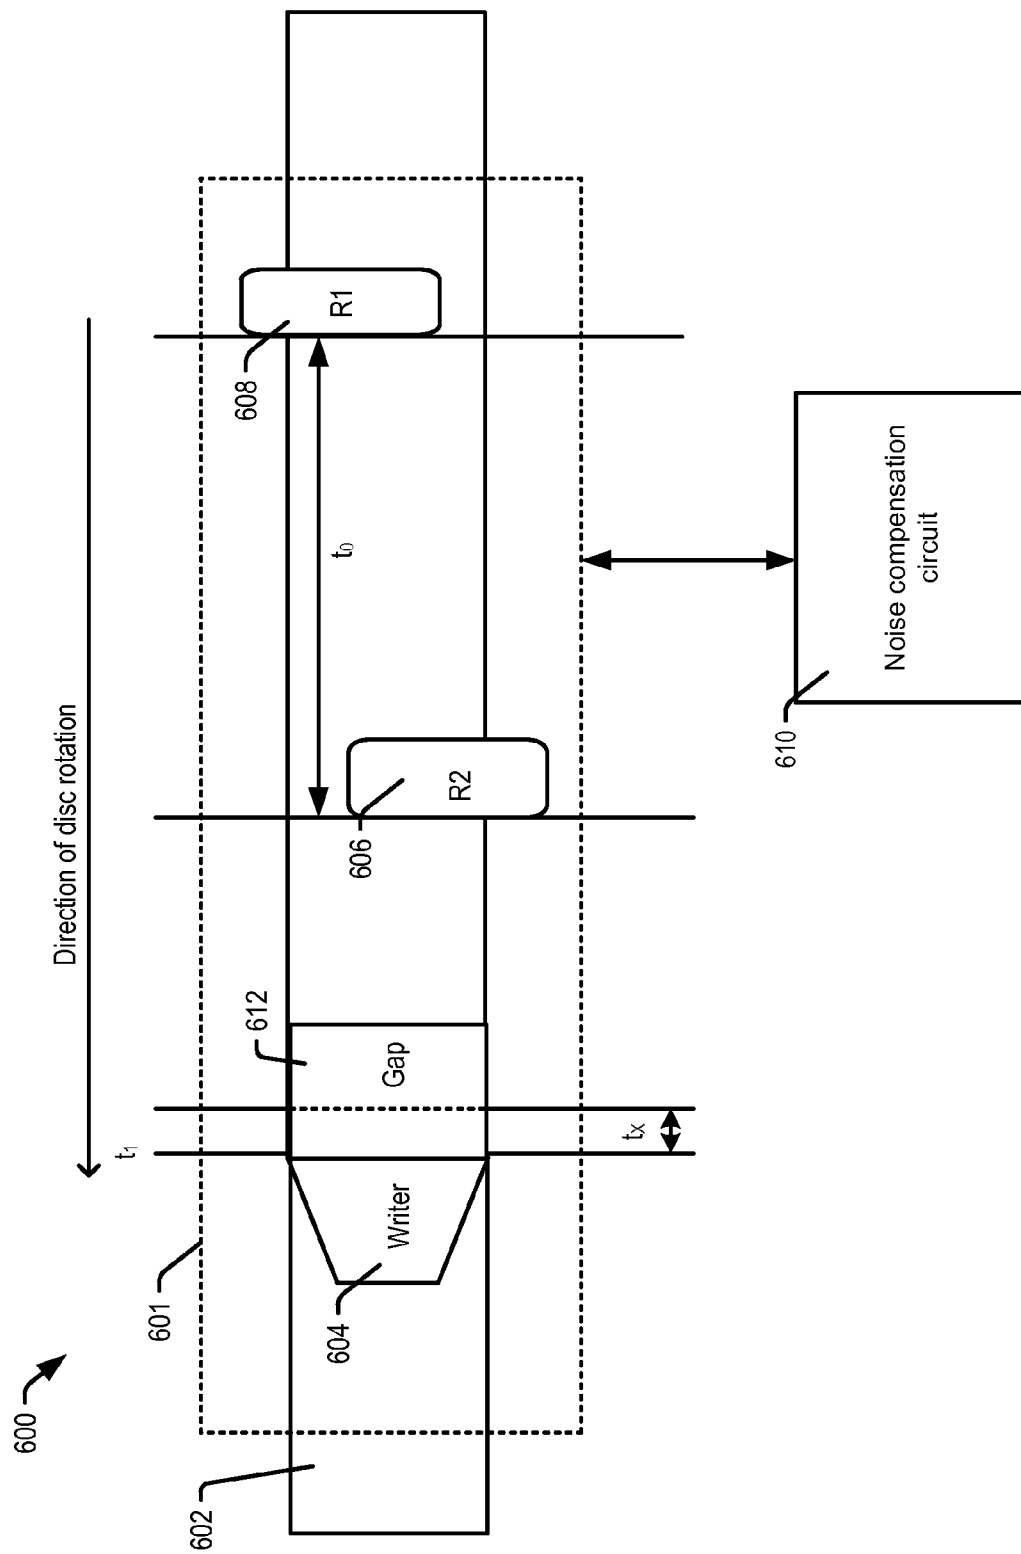 600
602
601
604
Writer
Direction of disc rotation
t1
tx
612
Gap
606
R2
t0
608
R1
610
Noise compensation
circuit